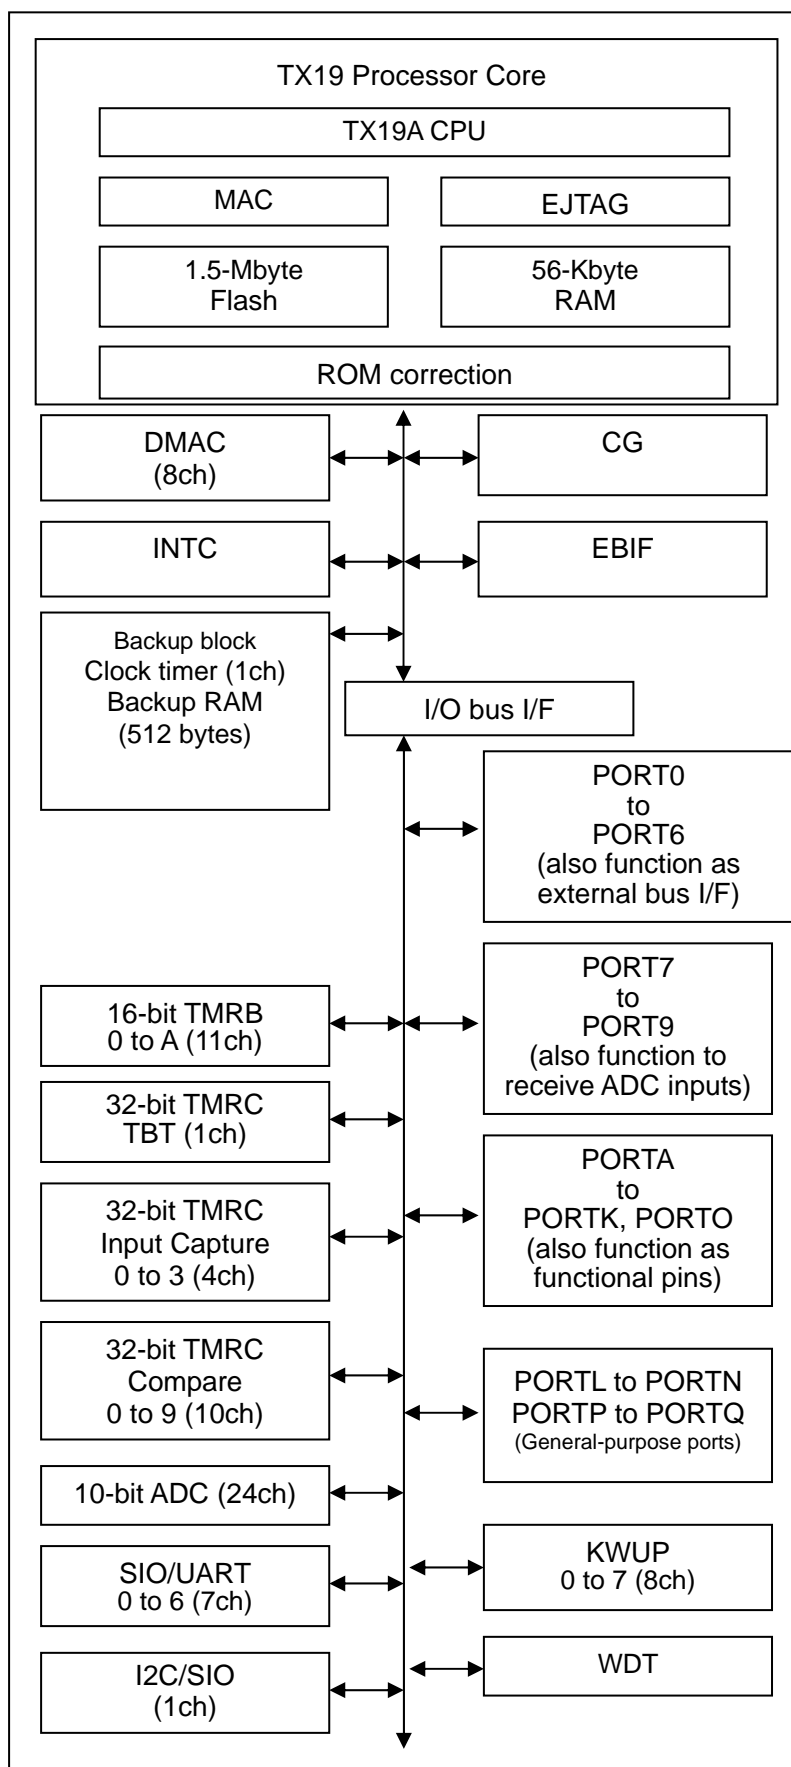 TX19 Processor Core
TX19A CPU
MAC
EJTAG
1.5-Mbyte
Flash
56-Kbyte
RAM
ROM correction
DMAC
(8ch)
CG
INTC
EBIF
Backup block
Clock timer (1ch)
Backup RAM
(512 bytes)
I/O bus I/F
PORT0
to
PORT6
(also function as
external bus I/F)
16-bit TMRB
0 to A (11ch)
PORT7
to
PORT9
(also function to
receive ADC inputs)
32-bit TMRC
TBT (1ch)
32-bit TMRC
Input Capture
0 to 3 (4ch)
PORTA
to
PORTK, PORTO
(also function as
functional pins)
32-bit TMRC
Compare
0 to 9 (10ch)
PORTL to PORTN
PORTP to PORTQ
(General-purpose ports)
10-bit ADC (24ch)
SIO/UART
0 to 6 (7ch)
KWUP
0 to 7 (8ch)
I2C/SIO
(1ch)
WDT